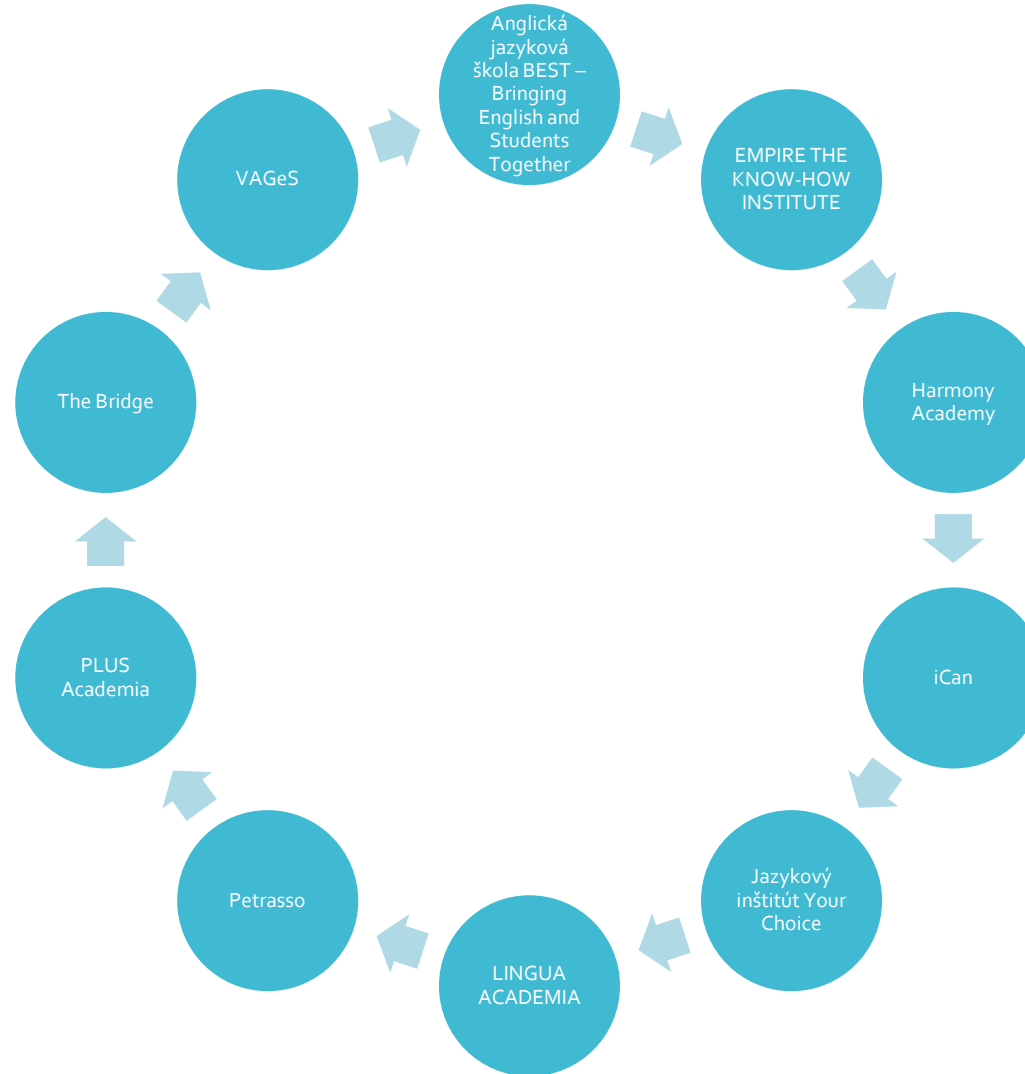 Anglická
jazyková
škola BEST –
Bringing
English and
Students
Together
EMPIRE THE
KNOW-HOW
INSTITUTE
Harmony
Academy
iCan
Jazykový
inštitút Your
Choice
LINGUA
ACADEMIA
Petrasso
PLUS
Academia
The Bridge
VAGeS